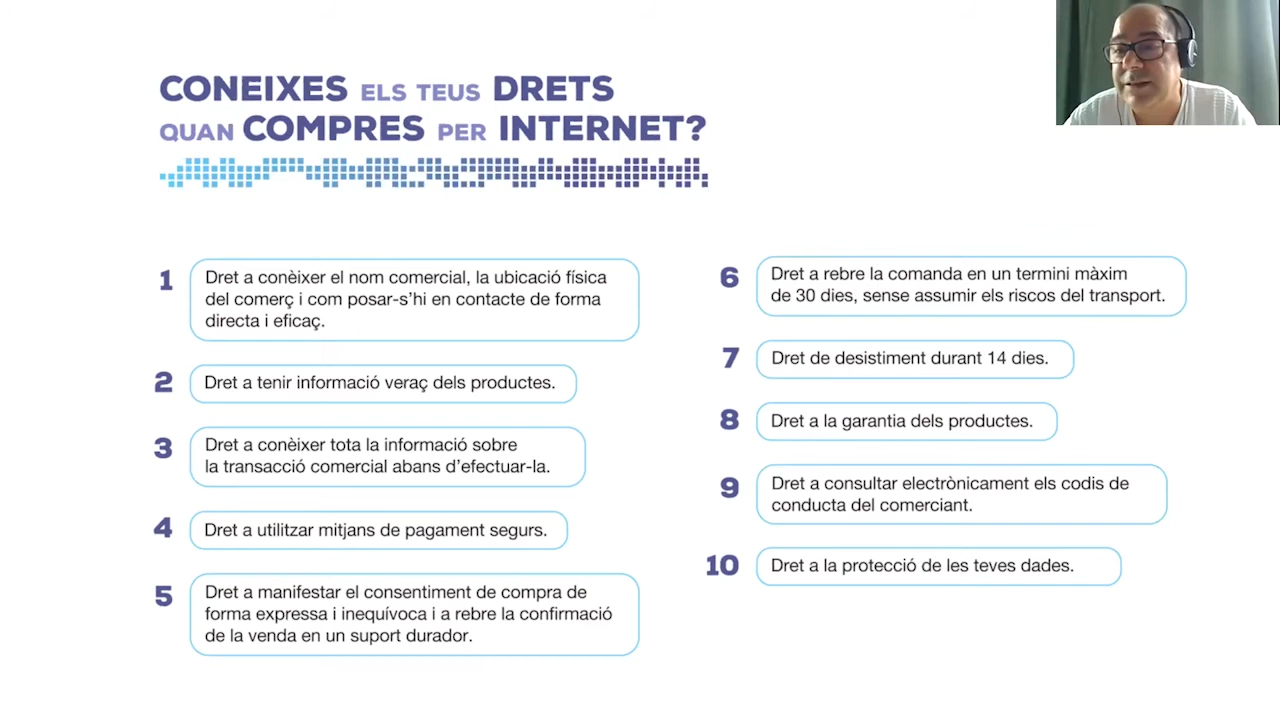 CONEIXES ELS TEUS DRETS
QUAN COMPRES PER INTERNET?
1
Dret a conèixer el nom comercial, la ubicació física
del comerç i com posar-s'hi en contacte de forma
directa i eficaç.
2
Dret a tenir informació veraç dels productes.
3
Dret a conèixer tota la informació sobre
la transacció comercial abans d'efectuar-la.
4
Dret a utilitzar mitjans de pagament segurs.
5
Dret a manifestar el consentiment de compra de
forma expressa i inequívoca i a rebre la confirmació
de la venda en un suport durador.
6
Dret a rebre la comanda en un termini màxim
de 30 dies, sense assumir els riscos del transport.
7
Dret de desistiment durant 14 dies.
8
Dret a la garantia dels productes.
9
Dret a consultar electrònicament els codis de
conducta del comerciant.
10
Dret a la protecció de les teves dades.